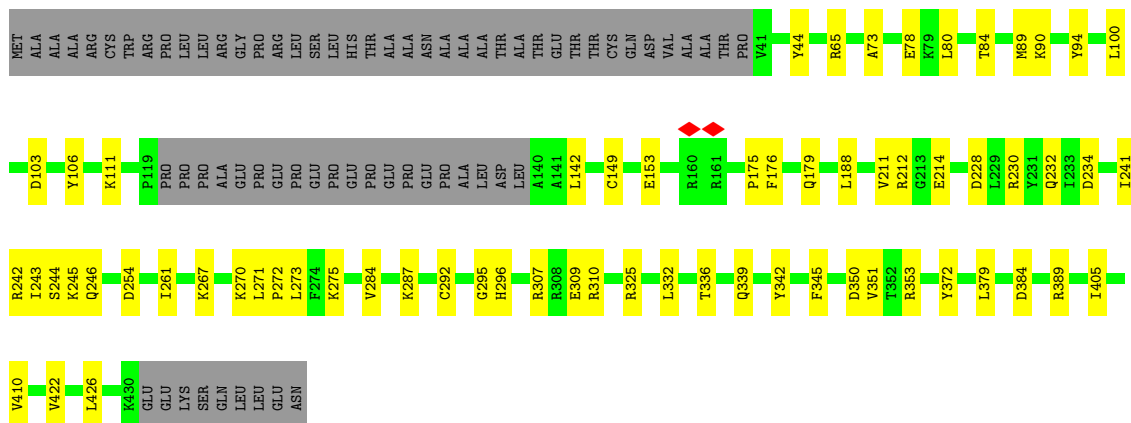 MET ALA ALA ALA ARG CYS TRP ARG PRO LEU LEU ARG GLY PRO ARG LEU SER LEU HIS THR ALA ALA ASN ALA ALA ALA THR ALA THR GLU THR THR CYS GLN ASP VAL ALA ALA THR PRO V41 Y44 R65 A73 E78 K79 L80 T84 M89 K90 Y94 L100
D103 Y106 K111 P119 PRO PRO PRO ALA GLU PRO GLU PRO GLU PRO GLU PRO GLU PRO GLU PRO ALA LEU ASP LEU A140 A141 L142 C149 E153 R160 R161 P175 F176 Q179 L188 V211 R212 G213 E214 D228 L229 R230 Y231 Q232 I233 D234 I241
R242 I243 S244 K245 Q246 D254 I261 K267 K270 L271 P272 L273 F274 K275 V284 K287 C292 G295 H296 R307 R308 E309 R310 R325 L332 T336 Q339 Y342 F345 D350 V351 T352 R353 Y372 L379 D384 R389 I405
V410 V422 L426 K430 GLU GLU LYS SER GLN LEU LEU GLU ASN